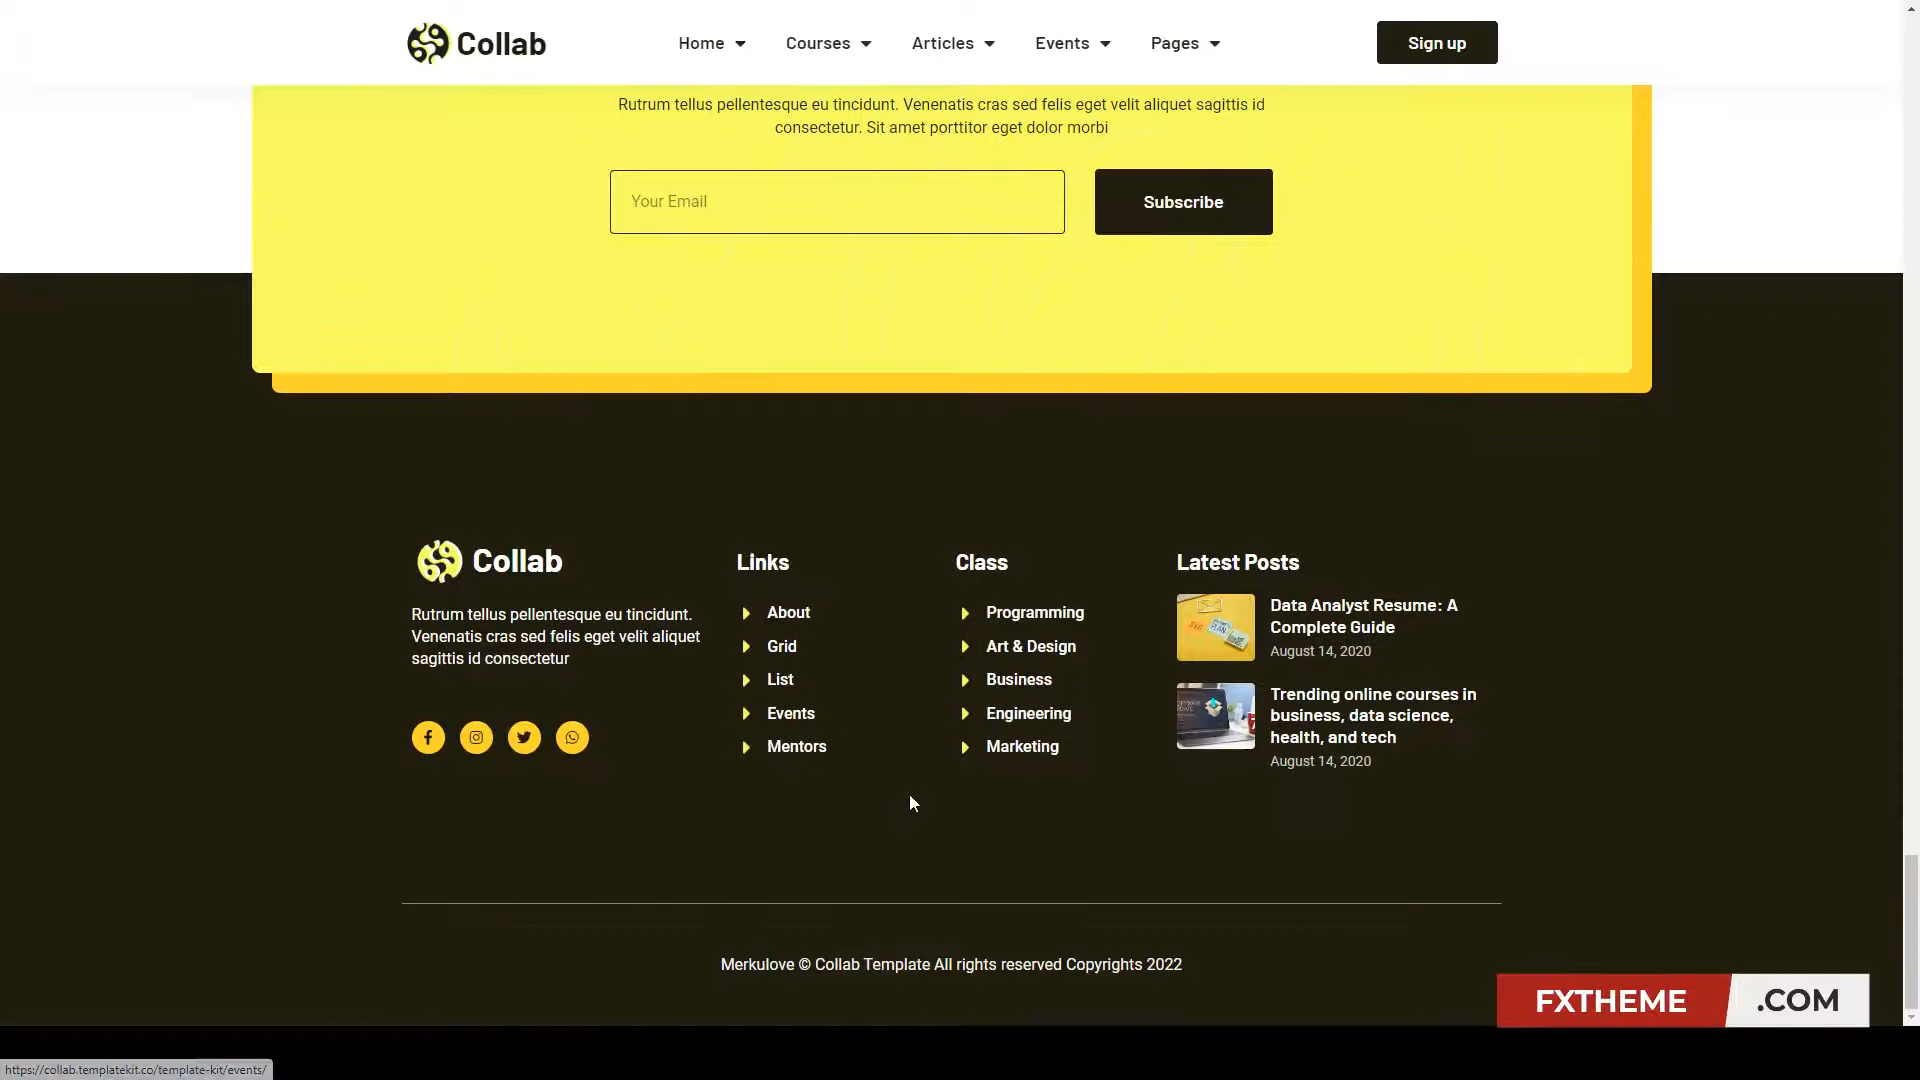 Collab
Home
Courses
Articles
Events
Pages
Sign up
Rutrum tellus pellentesque eu tincidunt. Venenatis cras sed felis eget velit aliquet sagittis id
consectetur. Sit amet porttitor eget dolor morbi
Your Email
Subscribe
Collab
Rutrum tellus pellentesque eu tincidunt.
Venenatis cras sed felis eget velit aliquet
sagittis id consectetur
Links
About
Grid
List
Events
Mentors
Class
Programming
Art & Design
Business
Engineering
Marketing
Latest Posts
Data Analyst Resume: A
Complete Guide
August 14, 2020
Trending online courses in
business, data science,
health, and tech
August 14, 2020
Merkulove © Collab Template All rights reserved Copyrights 2022
FXTHEME .COM
https://collab.templatekit.co/template-kit/events/